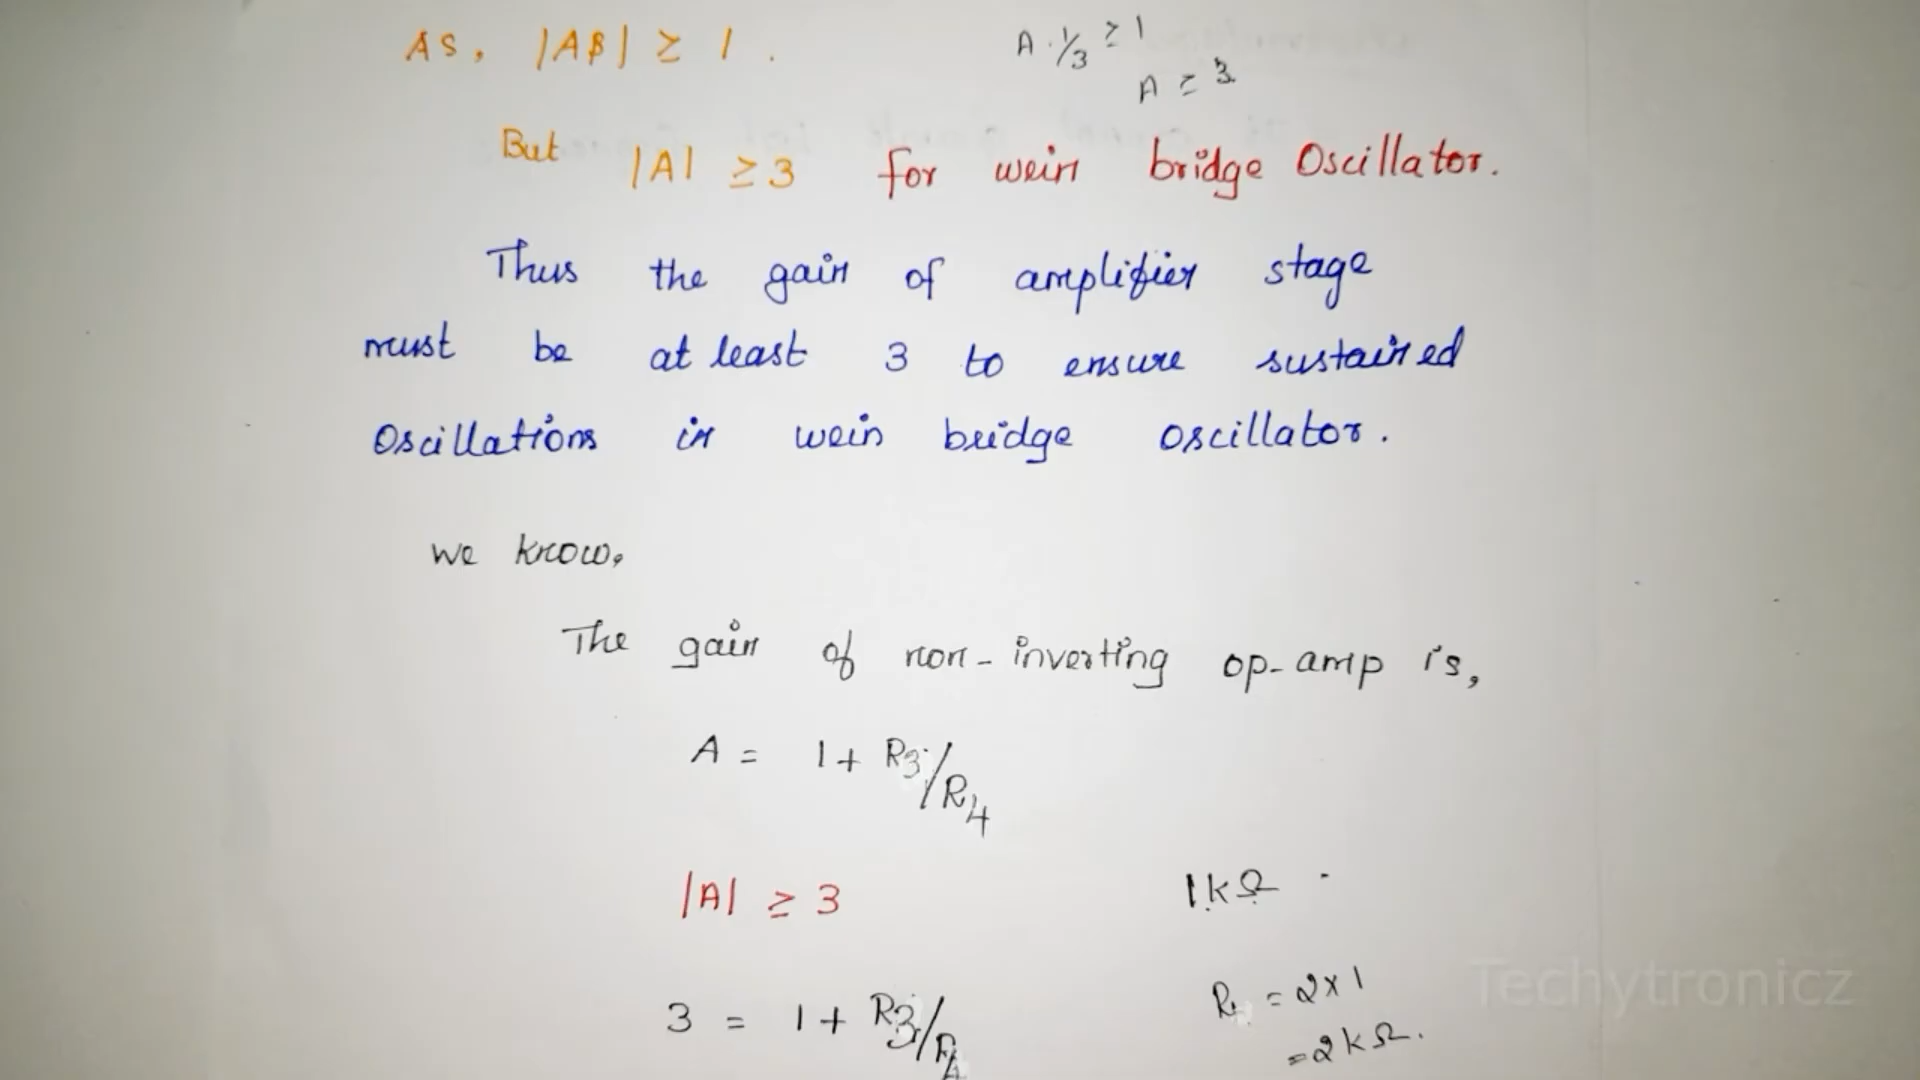 As, |Aβ| ≥ 1.
A · 1/3 ≥ 1
A ≥ 3
But |A| ≥ 3 for wein bridge Oscillator.
Thus the gain of amplifier stage
must be at least 3 to ensure sustained
Oscillations in wein bridge oscillator.
we know,
The gain of non-inverting op-amp is,
A = 1 + R3/R4
|A| ≥ 3
1kΩ
3 = 1 + R3/R4
= 2 x 1
= 2kΩ.
Techytronicz